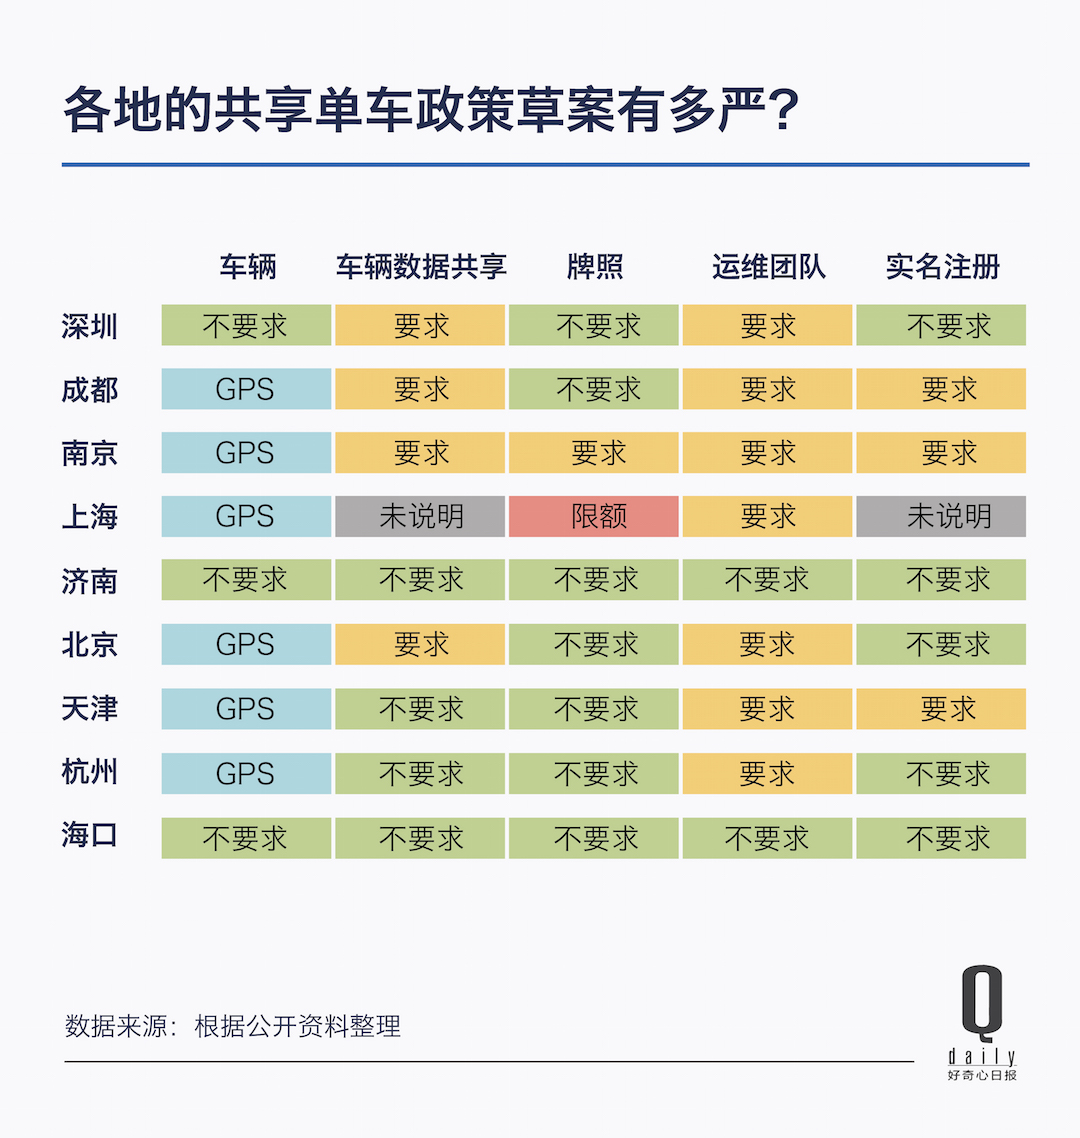 各地的共享单车政策草案有多严？
车辆 车辆数据共享 牌照 运维团队 实名注册
深圳 不要求 要求 不要求 要求 不要求
成都 GPS 要求 不要求 要求 要求
南京 GPS 要求 要求 要求 要求
上海 GPS 未说明 限额 要求 未说明
济南 不要求 不要求 不要求 不要求 不要求
北京 GPS 要求 不要求 要求 不要求
天津 GPS 不要求 不要求 要求 要求
杭州 GPS 不要求 不要求 要求 不要求
海口 不要求 不要求 不要求 不要求 不要求
数据来源：根据公开资料整理
Q
daily
好奇心日报